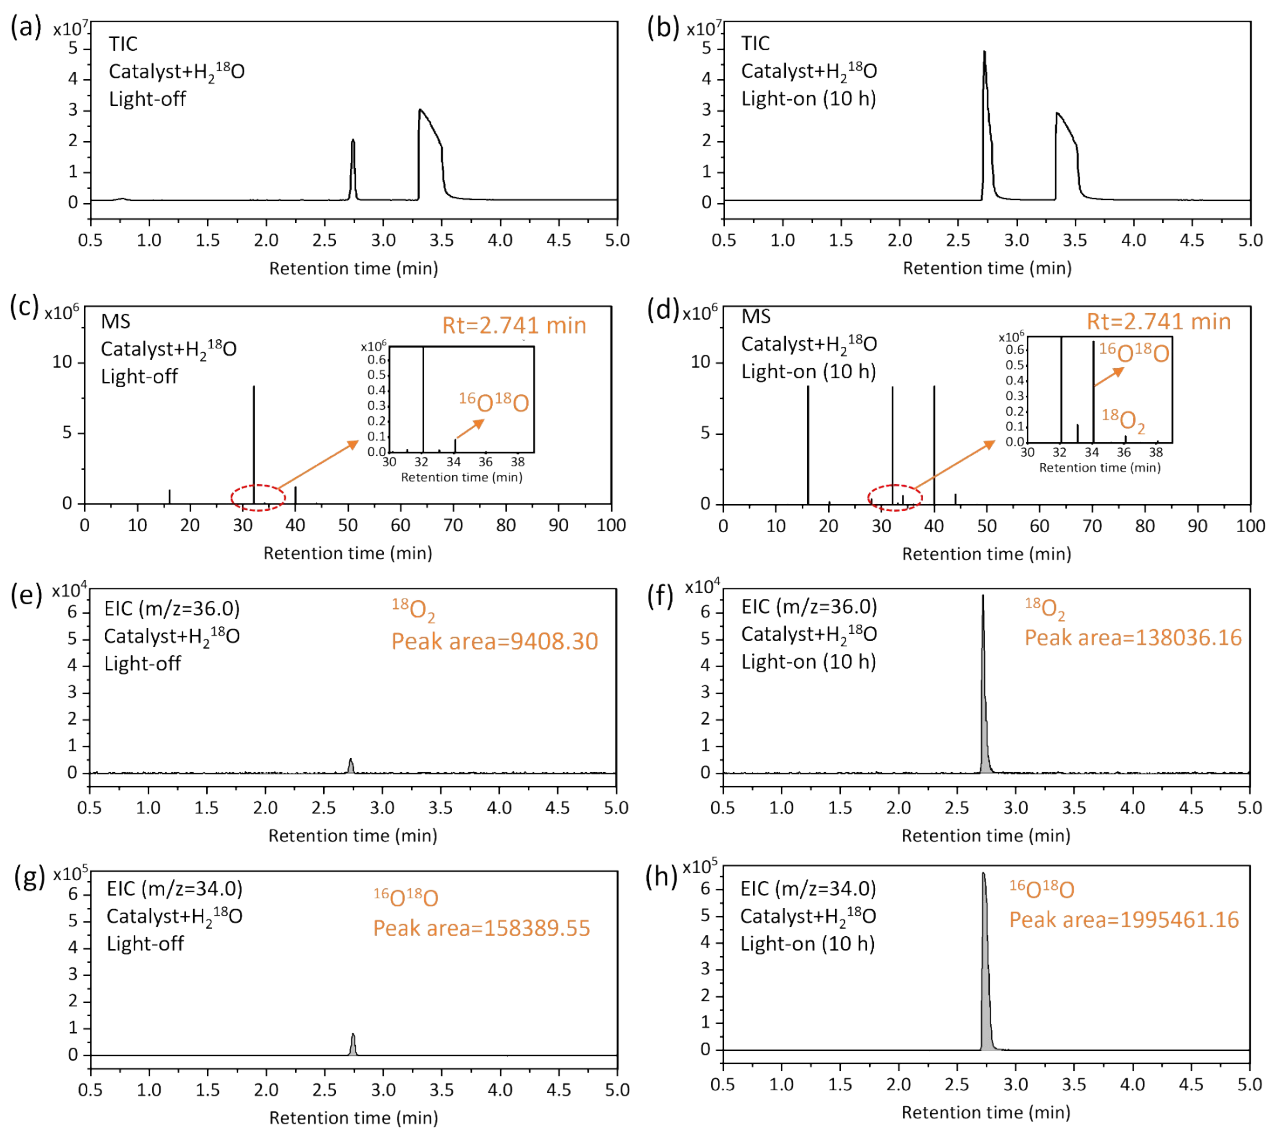 (a)
x10⁷
TIC
Catalyst+H₂¹⁸O
Light-off
5
4
3
2
1
0
0.5 1.0 1.5 2.0 2.5 3.0 3.5 4.0 4.5 5.0
Retention time (min)
(b)
x10⁷
TIC
Catalyst+H₂¹⁸O
Light-on (10 h)
5
4
3
2
1
0
0.5 1.0 1.5 2.0 2.5 3.0 3.5 4.0 4.5 5.0
Retention time (min)
(c)
x10⁶
MS
Catalyst+H₂¹⁸O
Light-off
Rt=2.741 min
10
5
0
0 10 20 30 40 50 60 70 80 90 100
Retention time (min)
x10⁶
0.6
0.5
0.4
0.3
0.2
0.1
0.0
¹⁶O¹⁸O
30 32 34 36 38
Retention time (min)
(d)
x10⁶
MS
Catalyst+H₂¹⁸O
Light-on (10 h)
Rt=2.741 min
10
5
0
0 10 20 30 40 50 60 70 80 90 100
Retention time (min)
x10⁶
0.6
0.5
0.4
0.3
0.2
0.1
0.0
¹⁶O¹⁸O
¹⁸O₂
30 32 34 36 38
Retention time (min)
(e)
x10⁴
EIC (m/z=36.0)
Catalyst+H₂¹⁸O
Light-off
¹⁸O₂
Peak area=9408.30
6
5
4
3
2
1
0
0.5 1.0 1.5 2.0 2.5 3.0 3.5 4.0 4.5 5.0
Retention time (min)
(f)
x10⁴
EIC (m/z=36.0)
Catalyst+H₂¹⁸O
Light-on (10 h)
¹⁸O₂
Peak area=138036.16
6
5
4
3
2
1
0
0.5 1.0 1.5 2.0 2.5 3.0 3.5 4.0 4.5 5.0
Retention time (min)
(g)
x10⁵
EIC (m/z=34.0)
Catalyst+H₂¹⁸O
Light-off
¹⁶O¹⁸O
Peak area=158389.55
6
5
4
3
2
1
0
0.5 1.0 1.5 2.0 2.5 3.0 3.5 4.0 4.5 5.0
Retention time (min)
(h)
x10⁵
EIC (m/z=34.0)
Catalyst+H₂¹⁸O
Light-on (10 h)
¹⁶O¹⁸O
Peak area=1995461.16
6
5
4
3
2
1
0
0.5 1.0 1.5 2.0 2.5 3.0 3.5 4.0 4.5 5.0
Retention time (min)